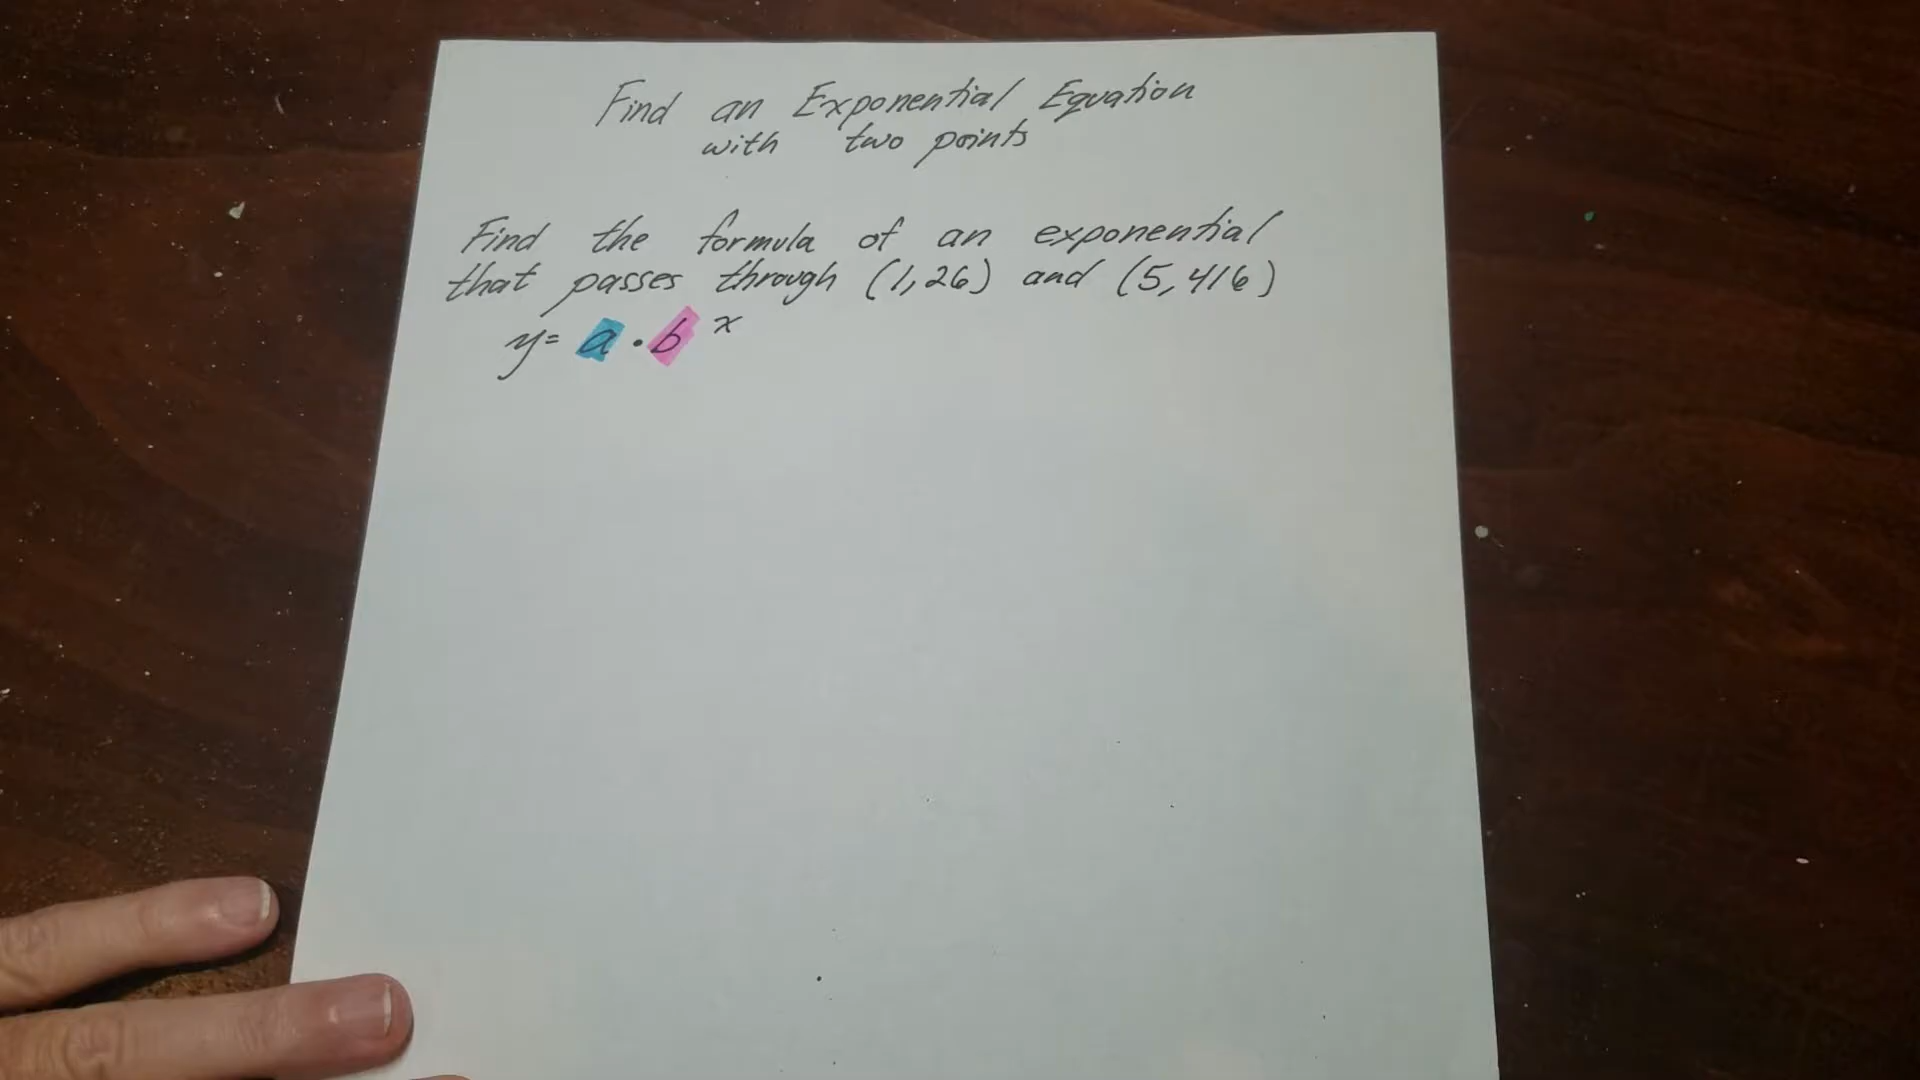 Find an Exponential Equation
with two points
Find the formula of an exponential
that passes through (1,26) and (5,416)
y= a · b ^x